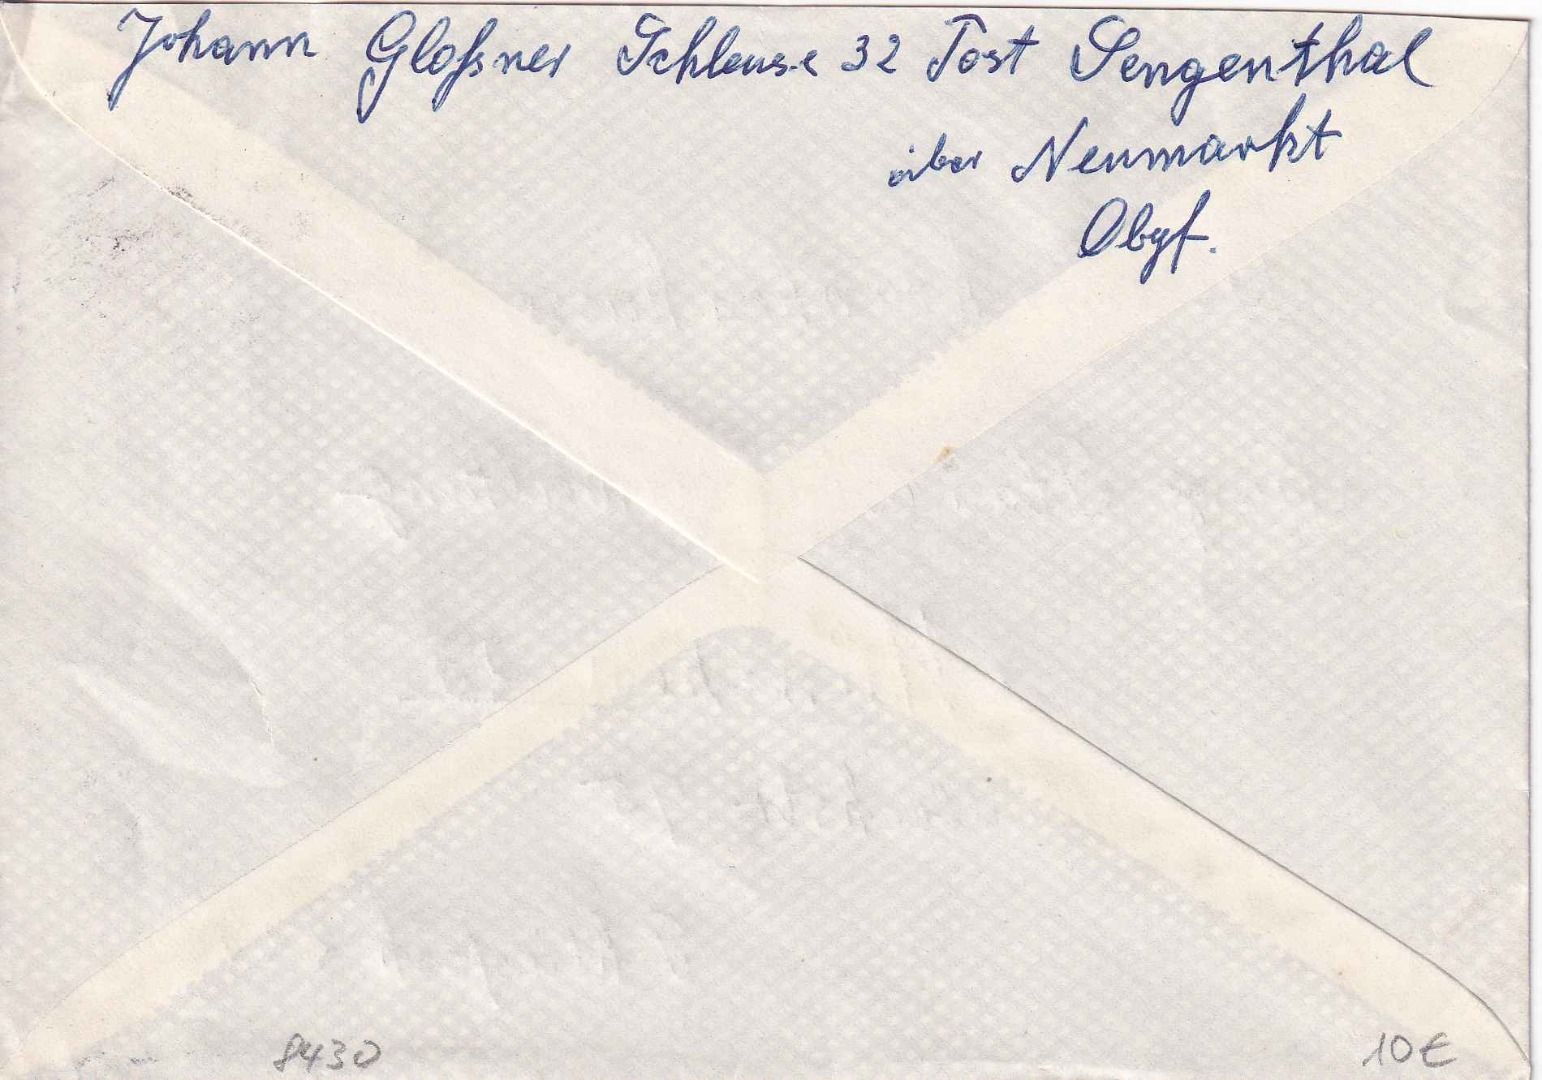 Johann Gloßner Schleuse 32 Post Sengenthal
über Neumarkt
Obpf.
8430
10€